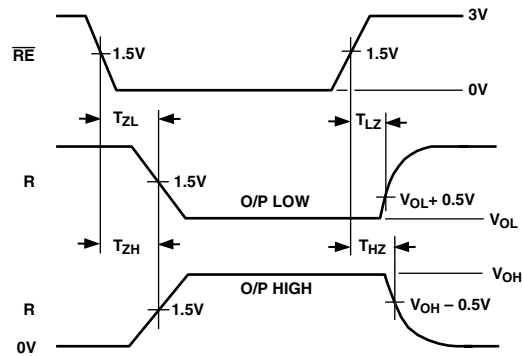 3V
R̅E̅
1.5V
1.5V
0V
TZL
TLZ
R
1.5V
O/P LOW
VOL + 0.5V
VOL
TZH
THZ
VOH
R
O/P HIGH
1.5V
VOH – 0.5V
0V